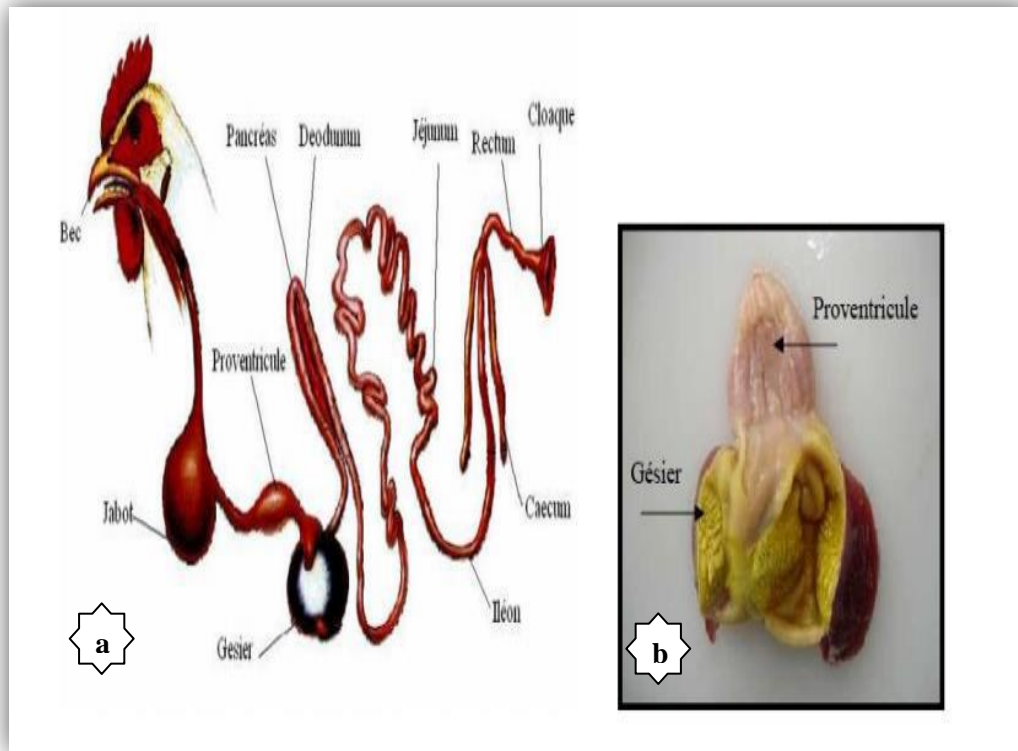 Bec
Jabot
Proventricule
Gesier
Pancréas
Deodunum
Jéjunum
Rectum
Cloaque
Caecum
Iléon
a
Proventricule
Gésier
b